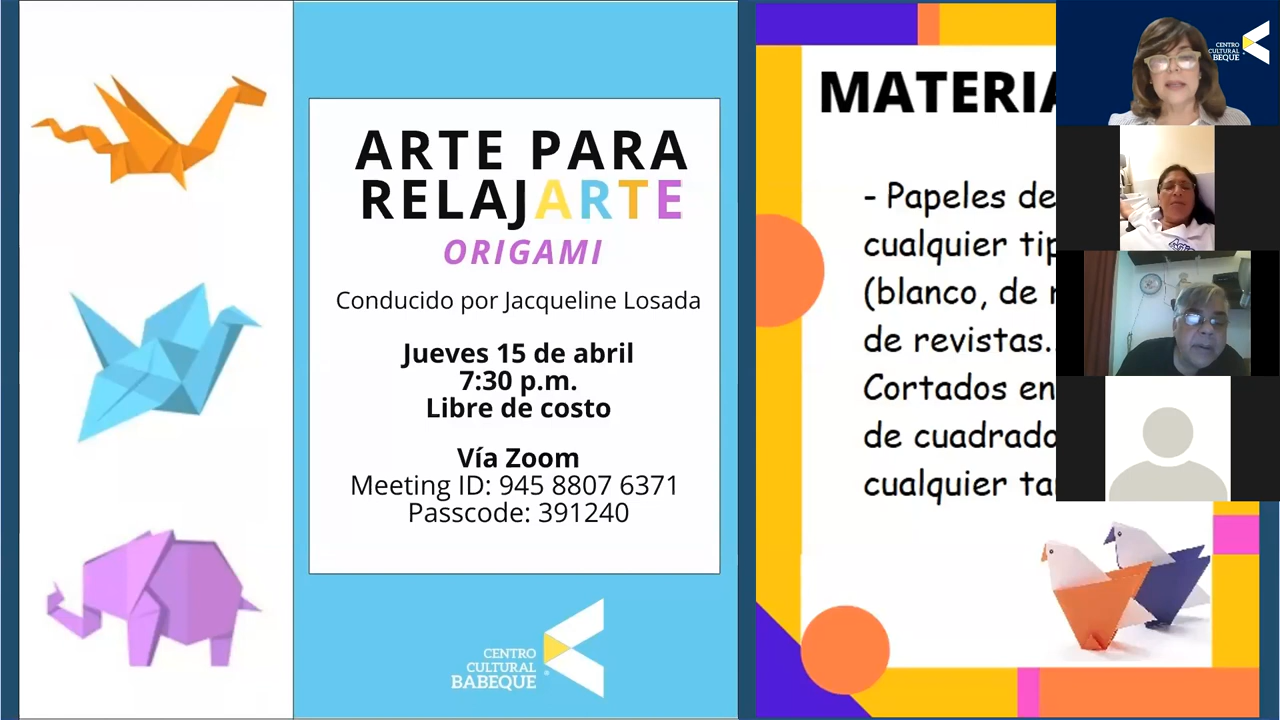 ARTE PARA
RELAJARTE
ORIGAMI
Conducido por Jacqueline Losada
Jueves 15 de abril
7:30 p.m.
Libre de costo
Vía Zoom
Meeting ID: 945 8807 6371
Passcode: 391240
CENTRO
CULTURAL
BABEQUE
MATERIA
- Papeles de
cualquier tip
(blanco, de r
de revistas..
Cortados en
de cuadrado
cualquier ta
CENTRO
CULTURAL
BEQUE